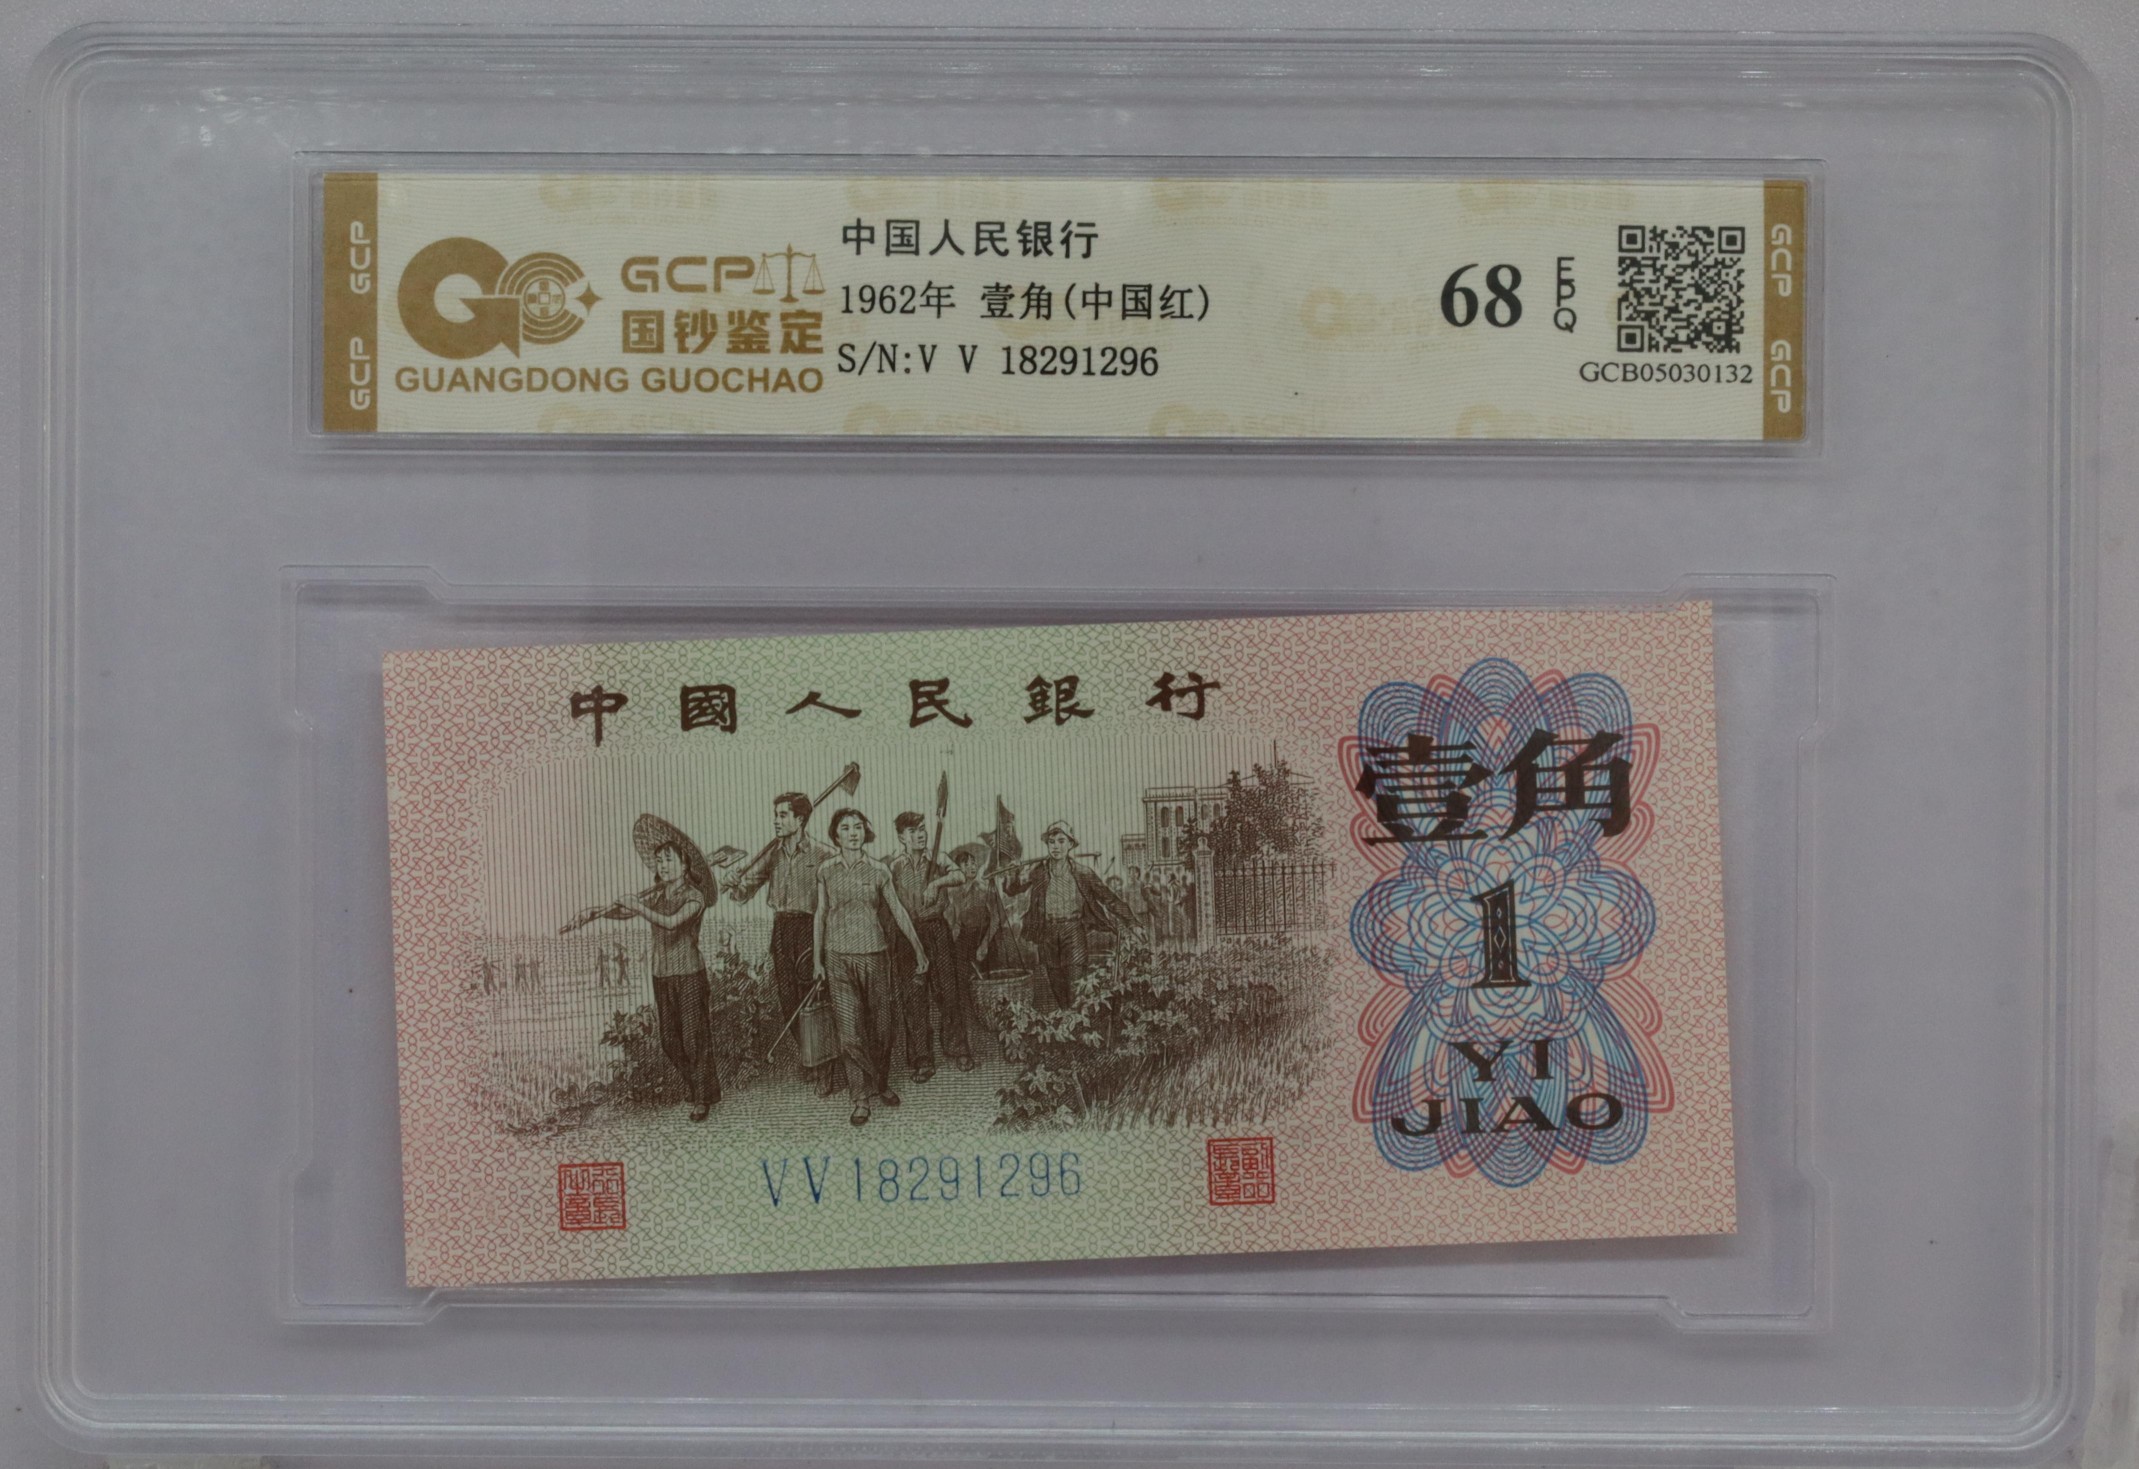 GCP GCP
GCP
国钞鉴定
GUANGDONG GUOCHAO
中国人民银行
1962年 壹角(中国红)
S/N:V V 18291296
68 EPQ
GCB05030132
GCP GCP
中國人民銀行
壹角
1
YI
JIAO
VV18291296